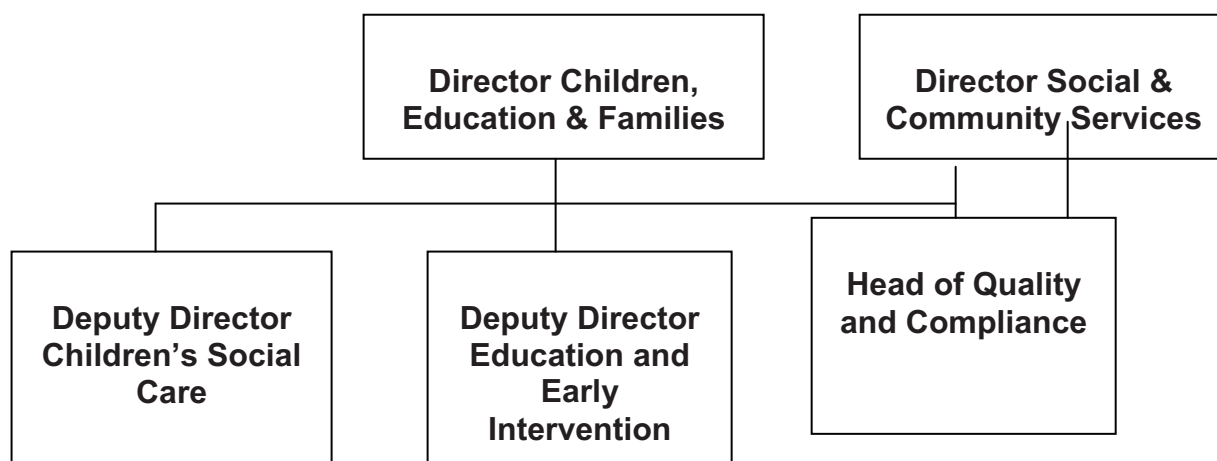 Director Children,
Education & Families
Director Social &
Community Services
Deputy Director
Children’s Social
Care
Deputy Director
Education and
Early
Intervention
Head of Quality
and Compliance